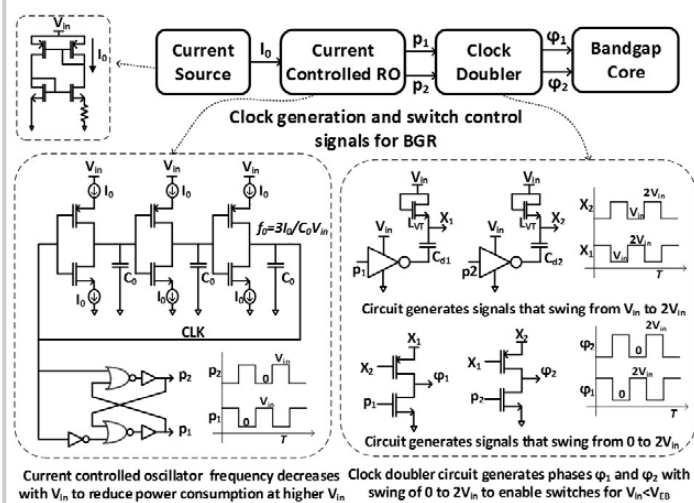 Vin
I0
Current Source
I0
Current Controlled RO
p1
p2
Clock Doubler
φ1
φ2
Bandgap Core
Clock generation and switch control
signals for BGR
Vin
Vin
Vin
I0
I0
I0
f0=3I0/C0Vin
C0
C0
C0
I0
I0
I0
CLK
p2
p1
p2
Vin
0
p1
Vin
0
T
Vin
Vin
LVT
X1
p1
Cd1
Vin
Vin
LVT
X2
p2
Cd2
X2
2Vin
Vin
X1
2Vin
Vin
T
Circuit generates signals that swing from Vin to 2Vin
X1
X2
φ1
p1
X2
X1
φ2
p2
φ2
2Vin
0
φ1
2Vin
0
T
Circuit generates signals that swing from 0 to 2Vin
Current controlled oscillator frequency decreases
with Vin to reduce power consumption at higher Vin
Clock doubler circuit generates phases φ1 and φ2 with
swing of 0 to 2Vin to enable switches for Vin<VEB